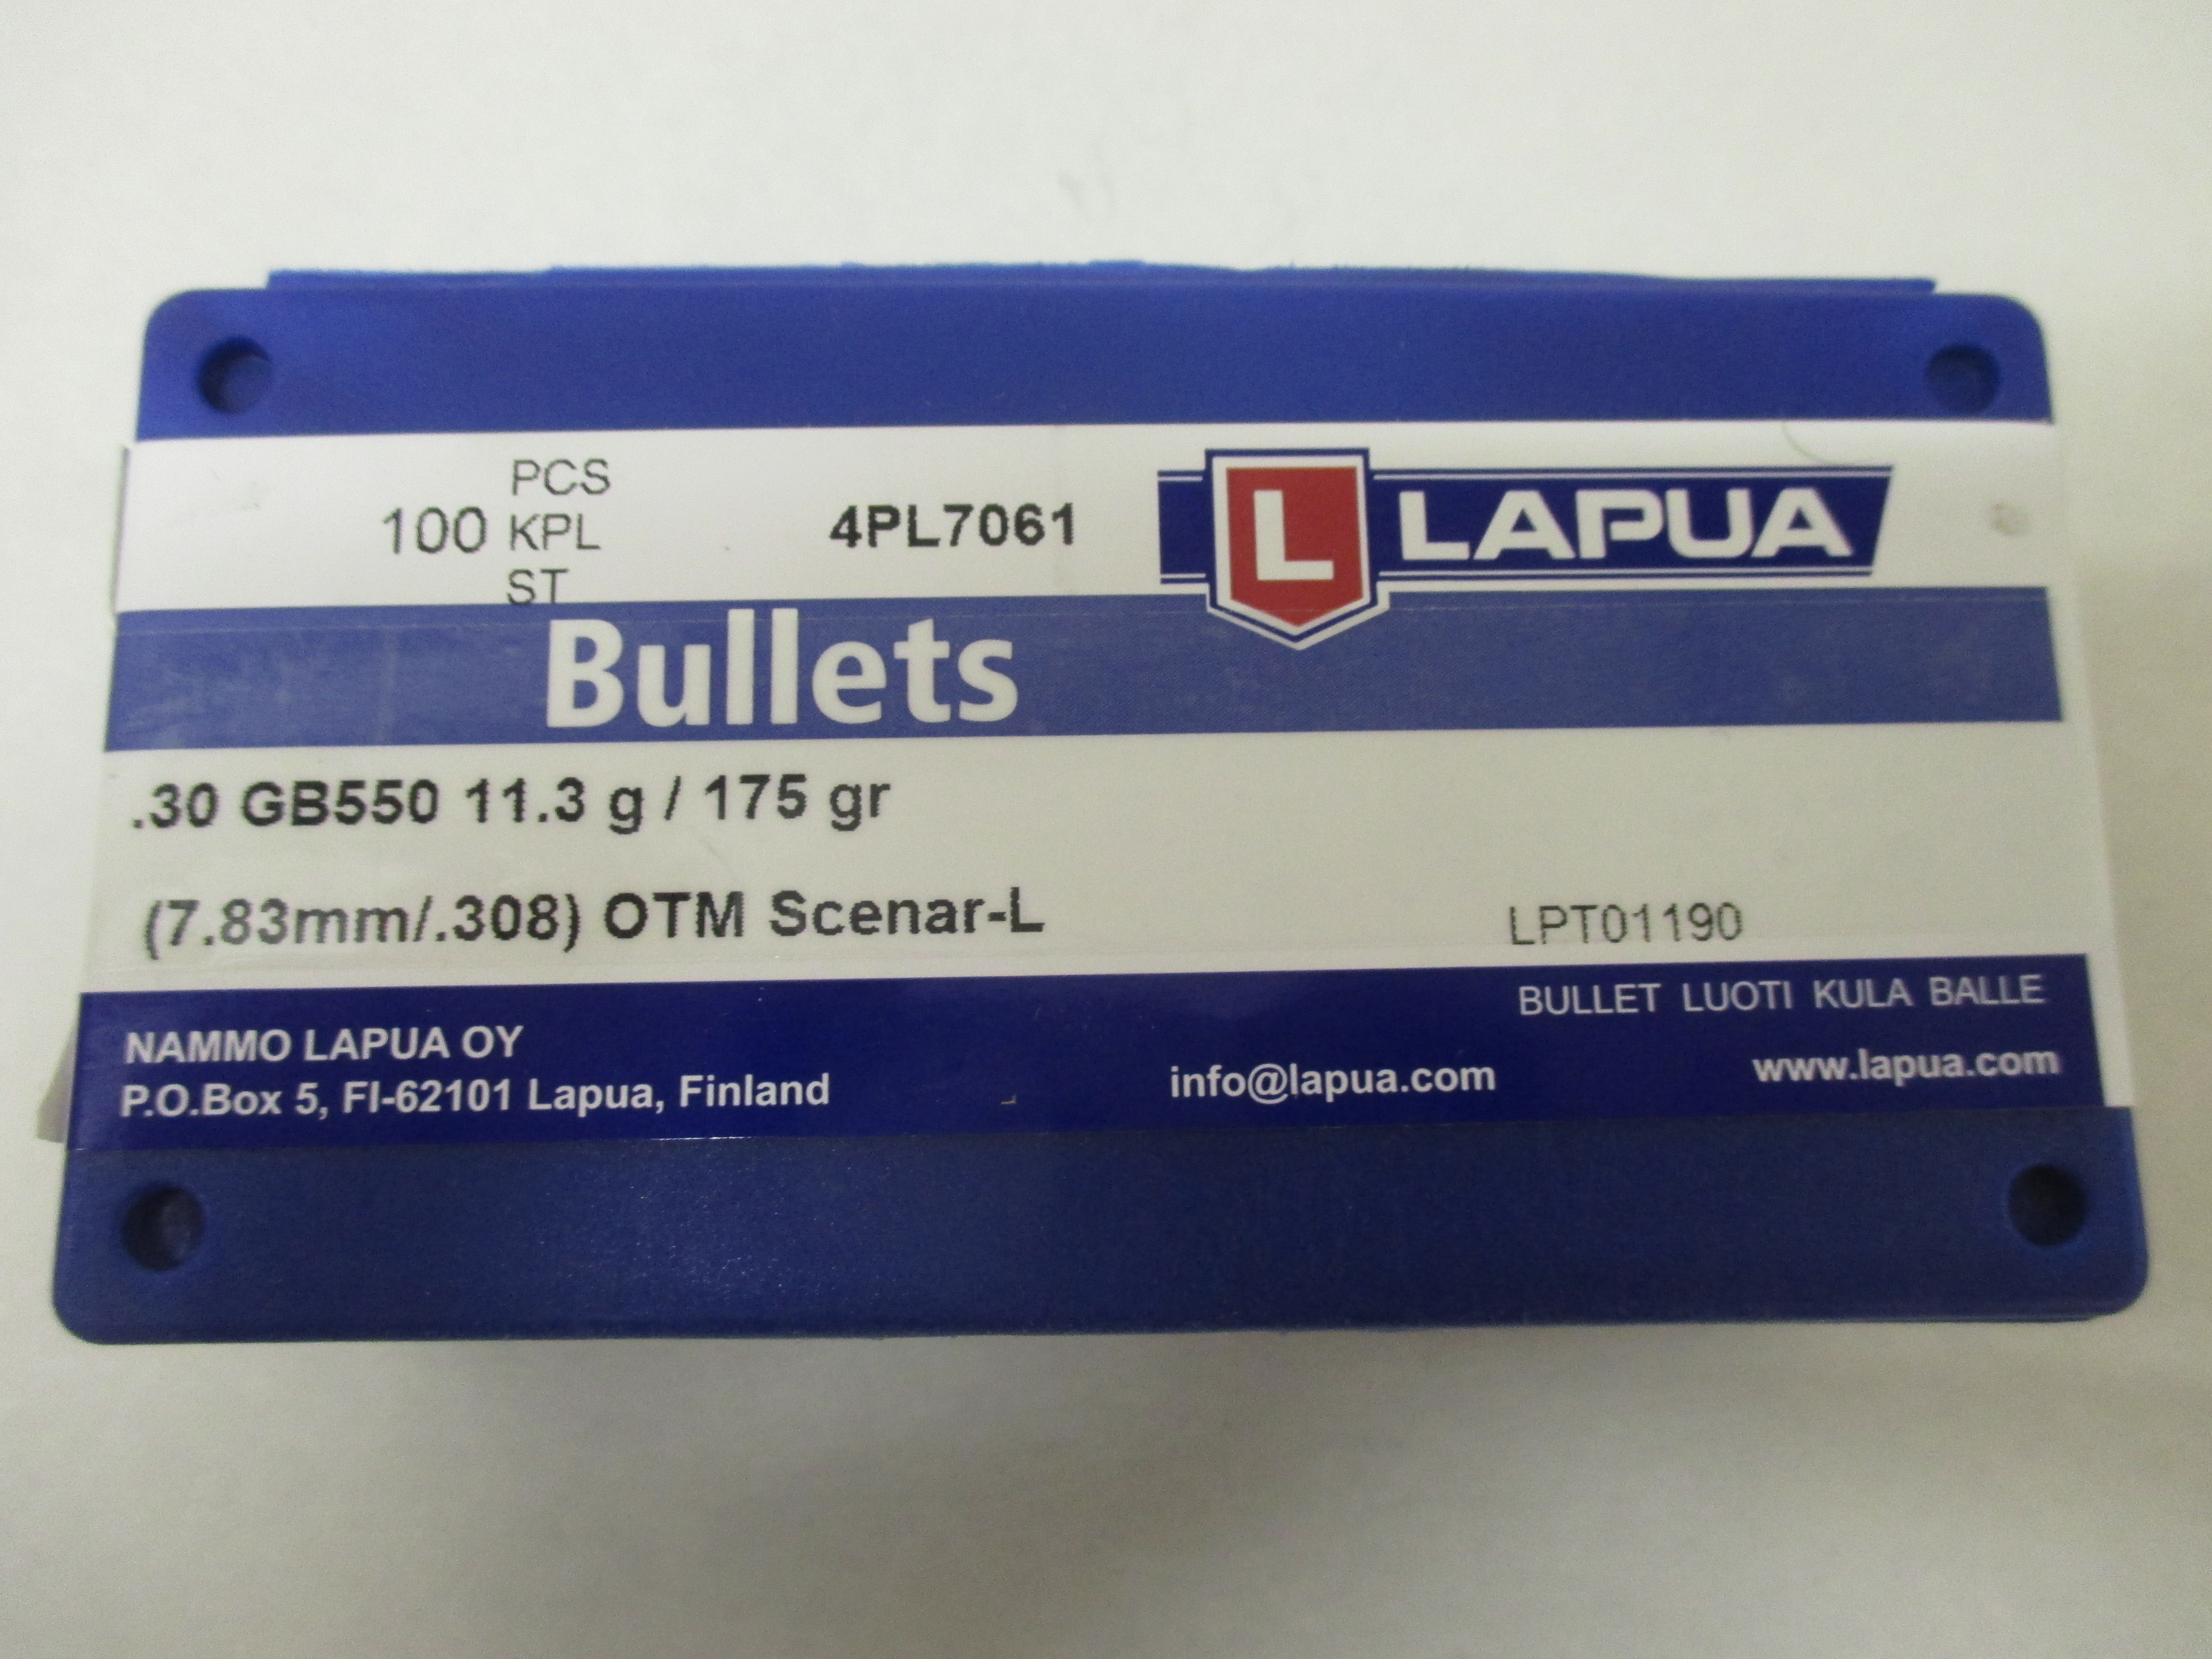 100 PCS
KPL
ST
4PL7061
L LAPUA
Bullets
.30 GB550 11.3 g / 175 gr
(7.83mm/.308) OTM Scenar-L
LPT01190
BULLET LUOTI KULA BALLE
NAMMO LAPUA OY
P.O.Box 5, FI-62101 Lapua, Finland
info@lapua.com
www.lapua.com